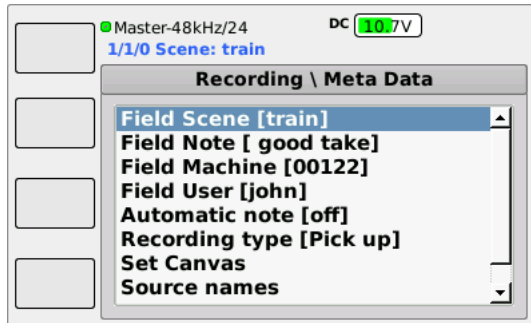 Master-48kHz/24
DC 10.7V
1/1/0 Scene: train
Recording \ Meta Data
Field Scene [train]
Field Note [ good take]
Field Machine [00122]
Field User [john]
Automatic note [off]
Recording type [Pick up]
Set Canvas
Source names